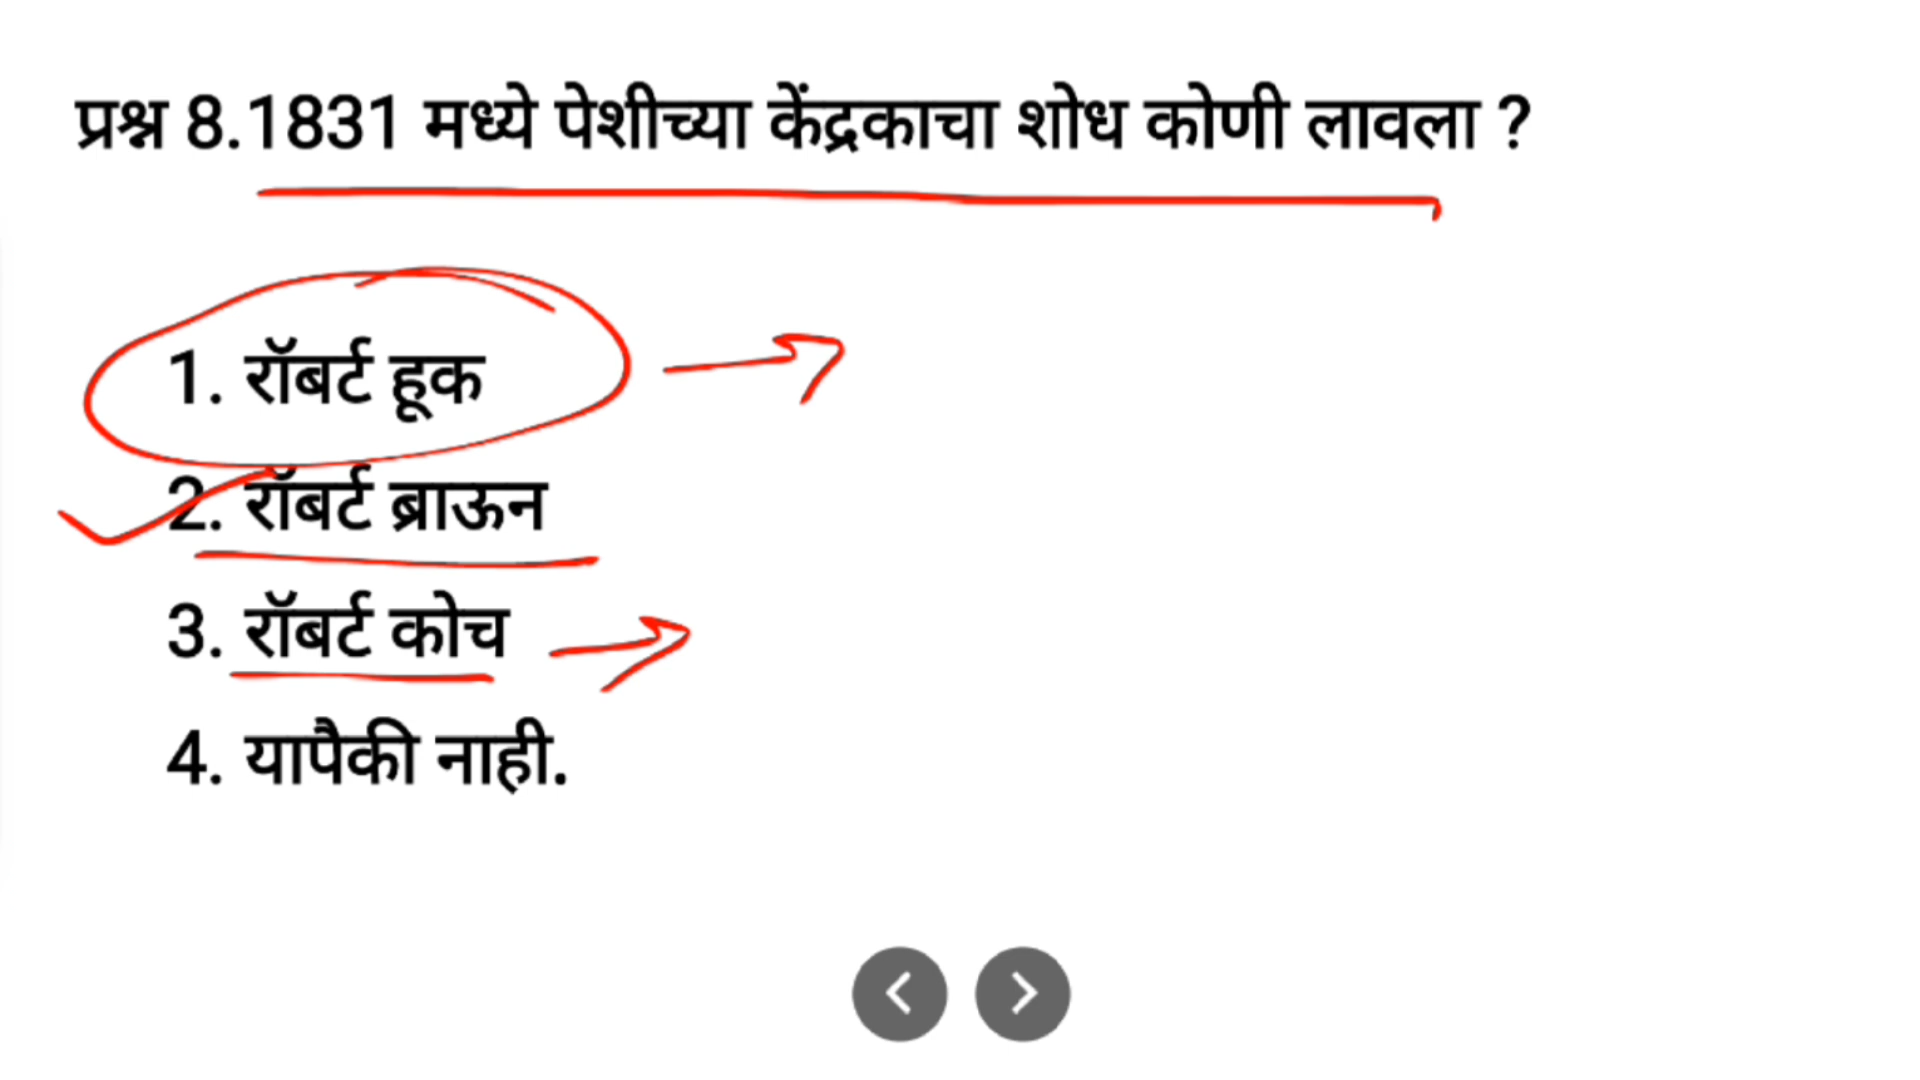 प्रश्न 8.1831 मध्ये पेशीच्या केंद्रकाचा शोध कोणी लावला ?
1. रॉबर्ट हूक
2. रॉबर्ट ब्राऊन
3. रॉबर्ट कोच
4. यापैकी नाही.